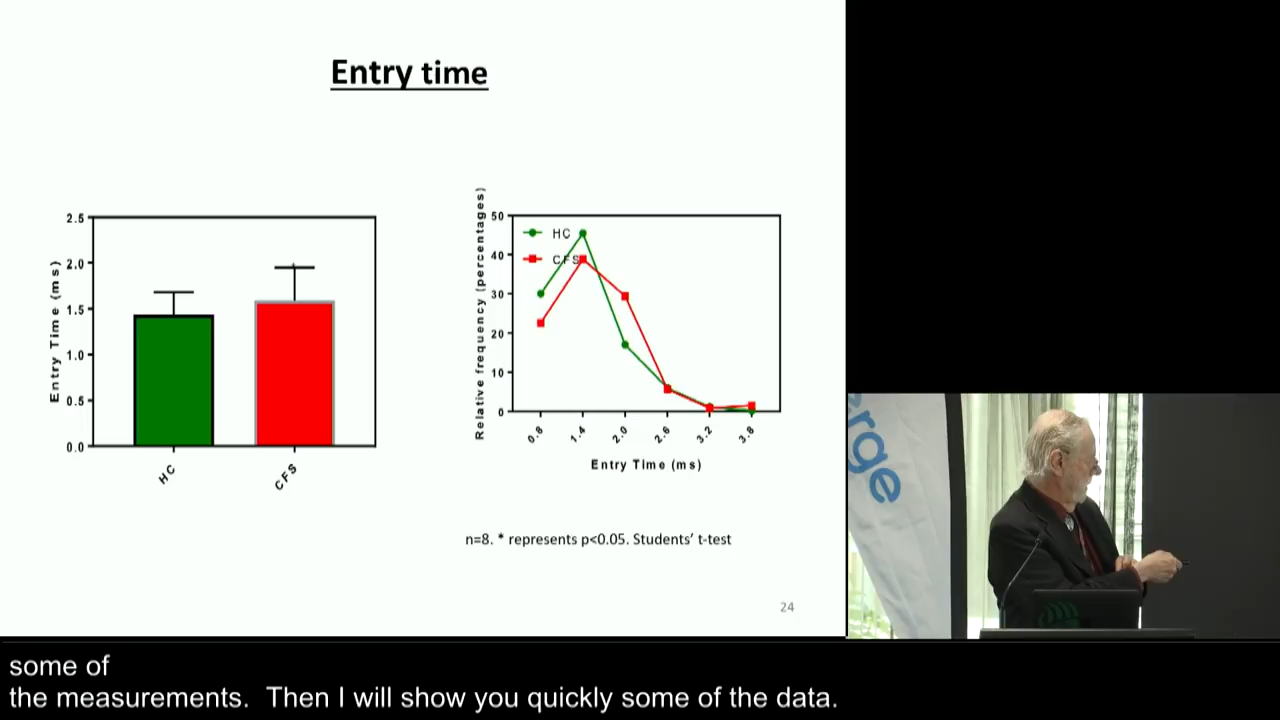 Entry time
Entry Time (ms)
2.5
2.0
1.5
1.0
0.5
0.0
HC
CFS
Relative frequency (percentages)
50
40
30
20
10
0
HC
CFS
0.8
1.4
2.0
2.6
3.2
3.8
Entry Time (ms)
n=8. * represents p<0.05. Students’ t-test
24
erge
some of
the measurements.  Then I will show you quickly some of the data.